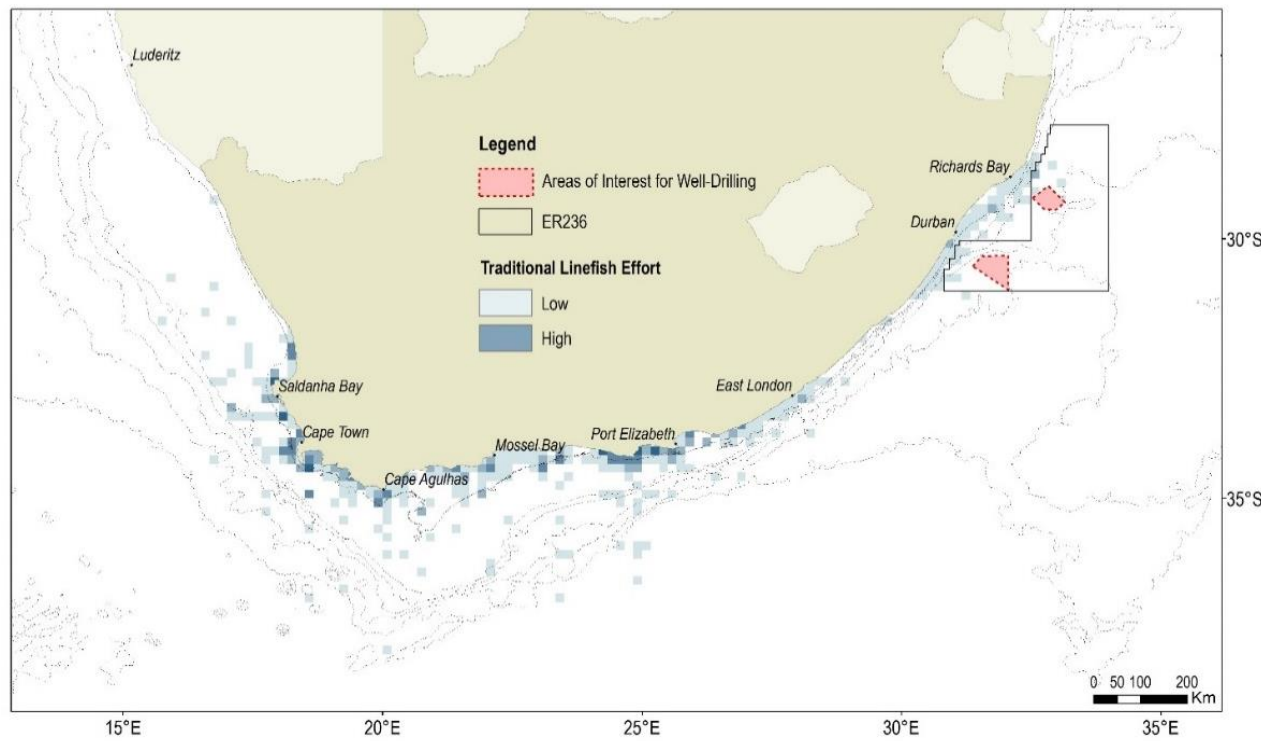 Luderitz
Legend
Areas of Interest for Well-Drilling
ER236
Traditional Linefish Effort
Low
High
Richards Bay
Durban
30°S
East London
Saldanha Bay
Port Elizabeth
Cape Town
Mossel Bay
Cape Agulhas
35°S
0 50 100 200
Km
15°E 20°E 25°E 30°E 35°E